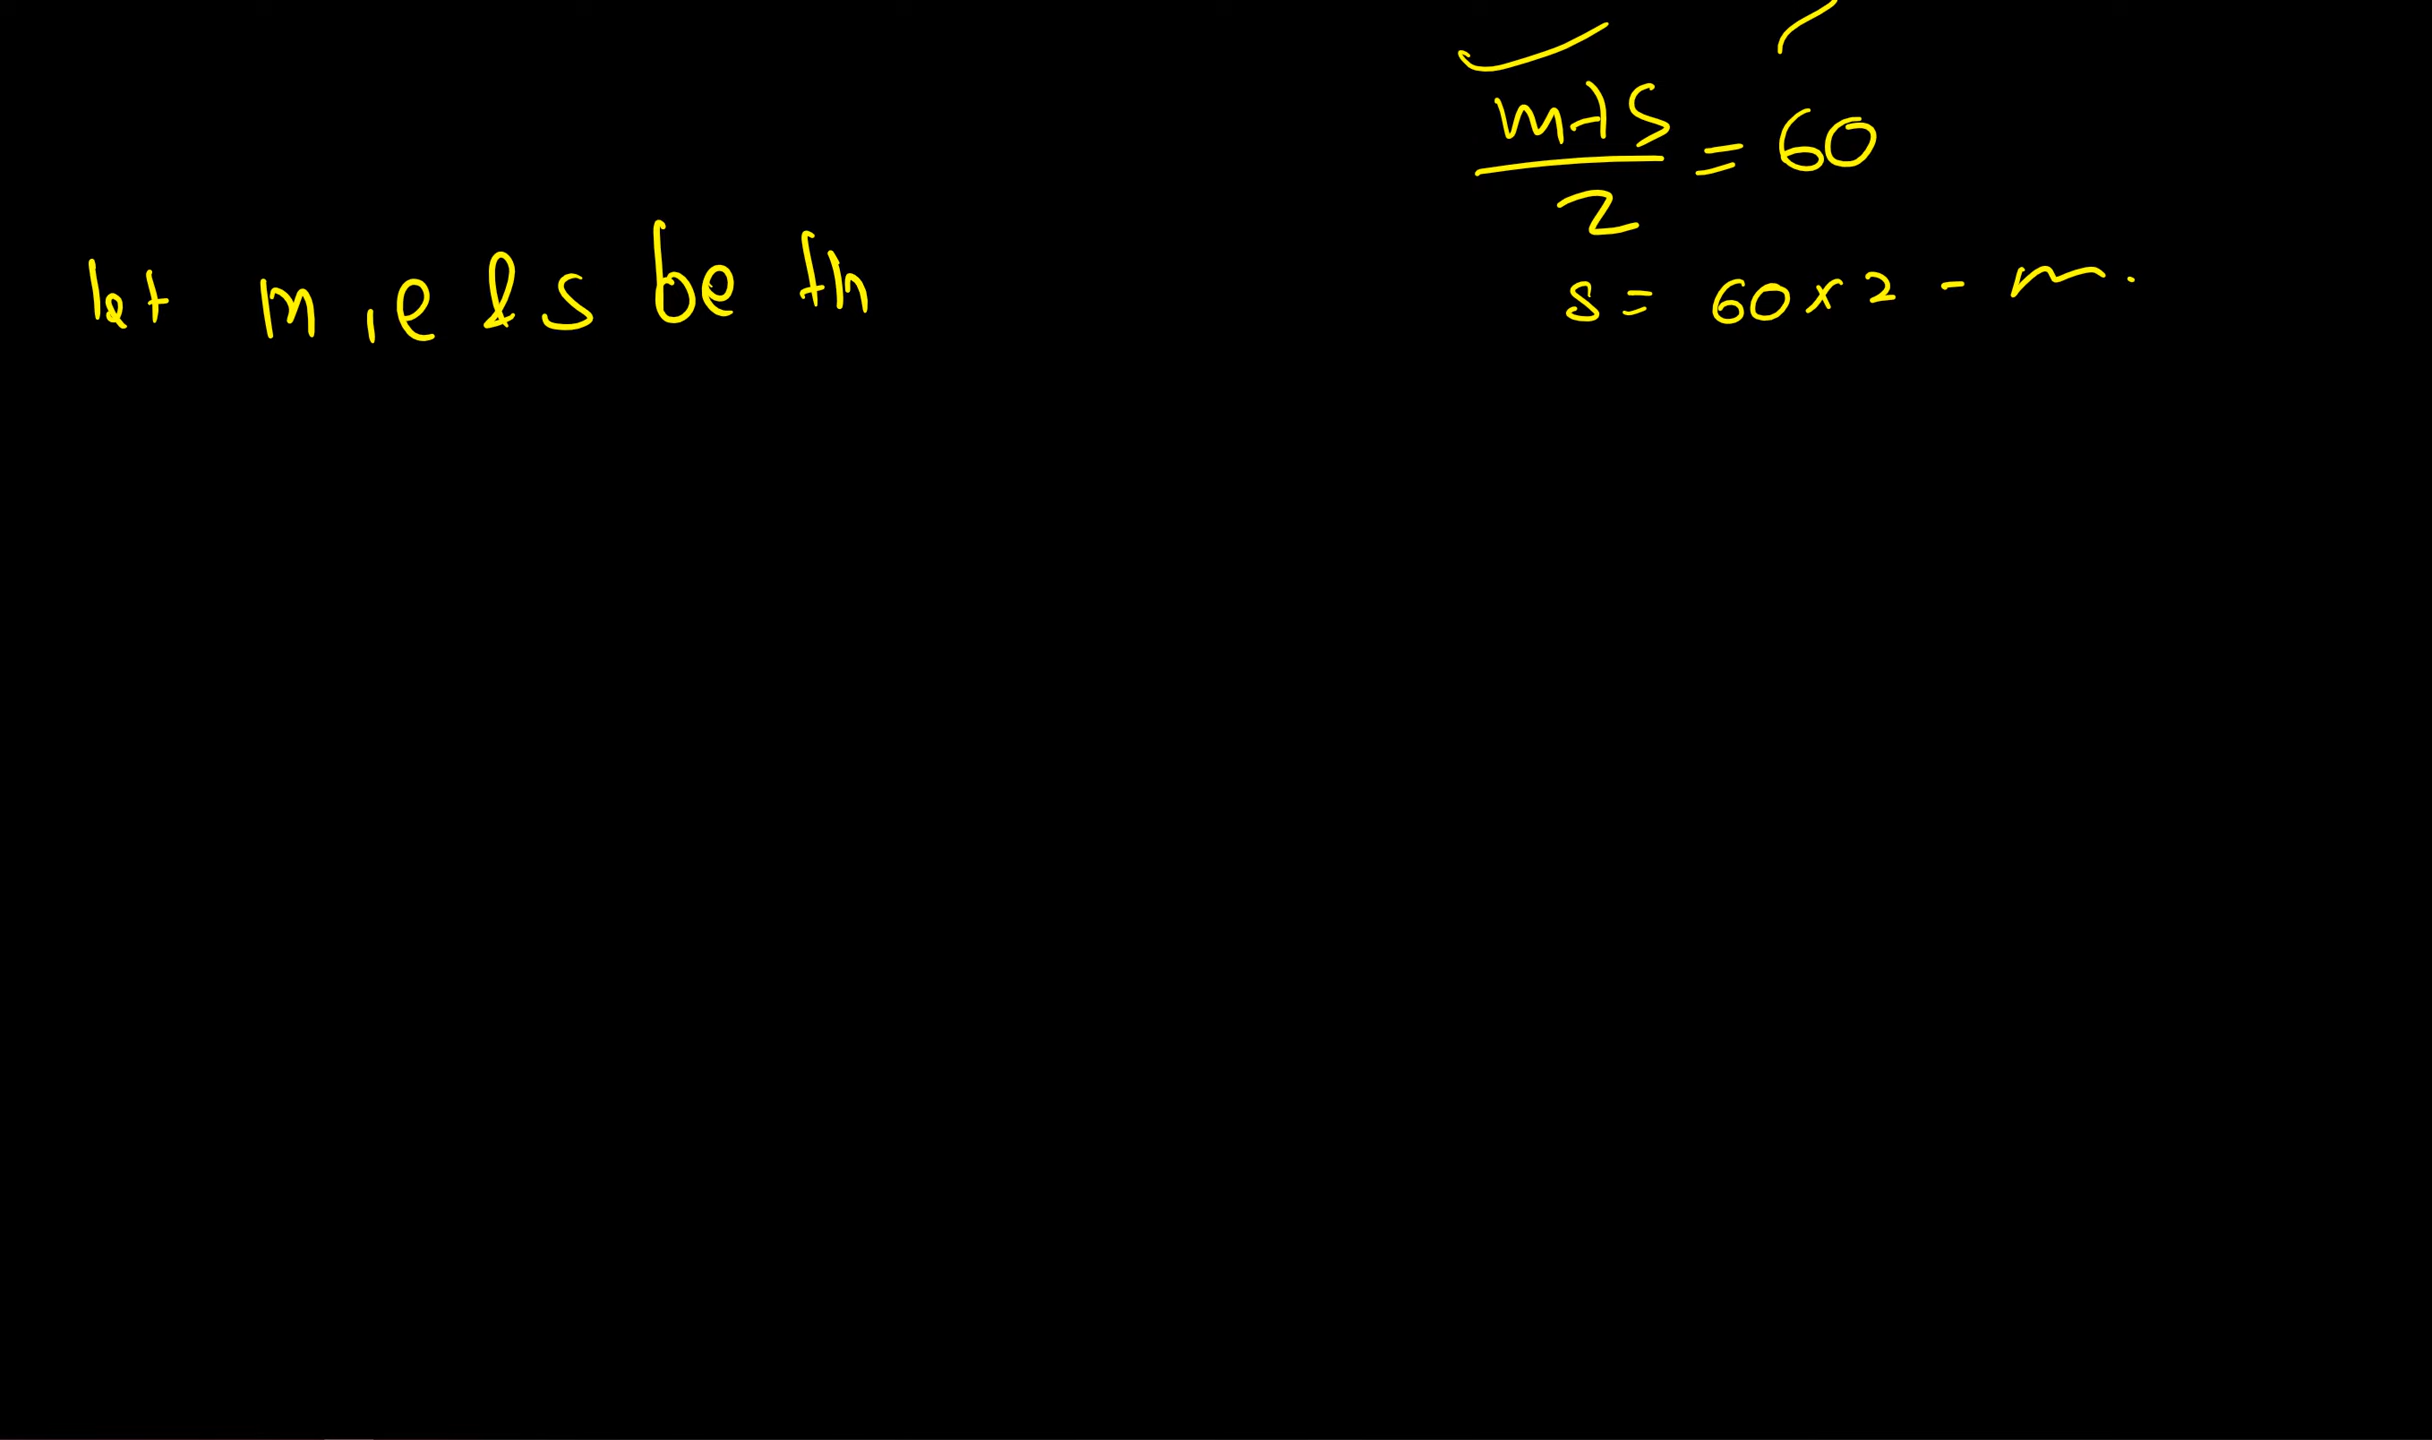 m+s
/2 = 60
let m, e & s be th
s = 60 x 2 - m.